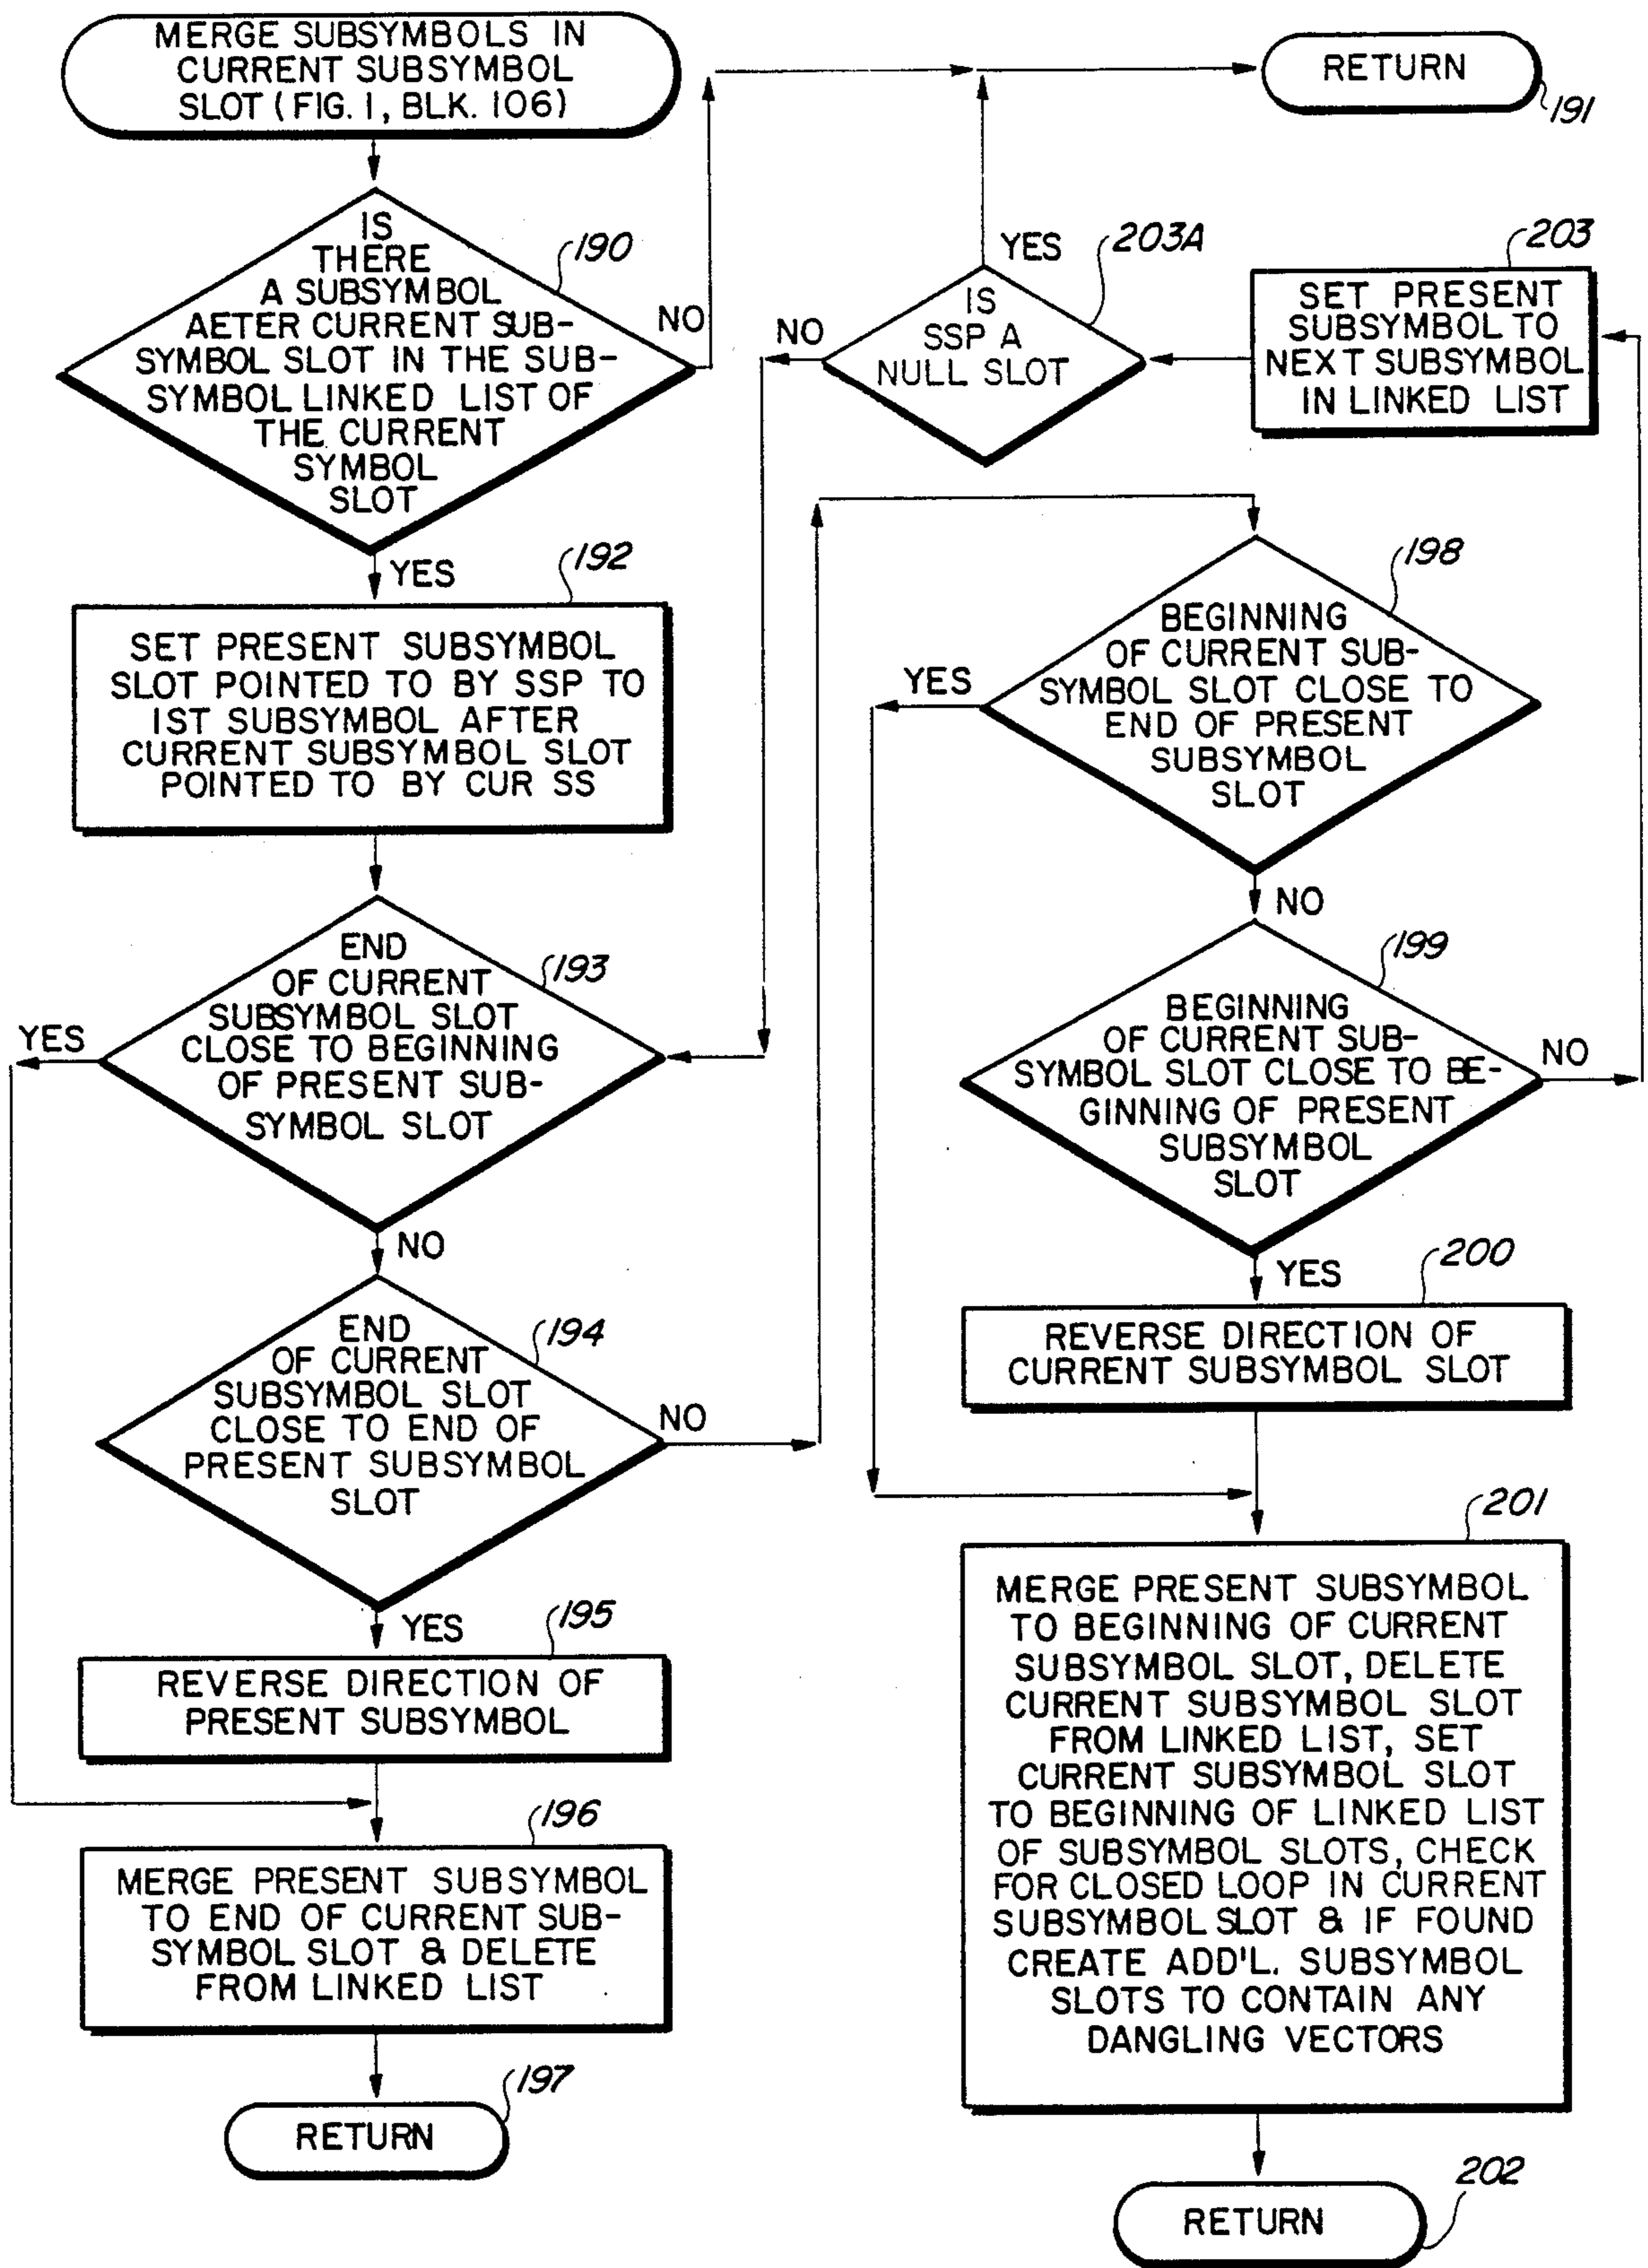 MERGE SUBSYMBOLS IN
CURRENT SUBSYMBOL
SLOT (FIG. 1, BLK. 106)
RETURN
191
IS
THERE
A SUBSYMBOL
AETER CURRENT SUB-
SYMBOL SLOT IN THE SUB-
SYMBOL LINKED LIST OF
THE CURRENT
SYMBOL
SLOT
190
NO
YES
192
SET PRESENT SUBSYMBOL
SLOT POINTED TO BY SSP TO
1ST SUBSYMBOL AFTER
CURRENT SUBSYMBOL SLOT
POINTED TO BY CUR SS
END
OF CURRENT
SUBSYMBOL SLOT
CLOSE TO BEGINNING
OF PRESENT SUB-
SYMBOL SLOT
193
YES
NO
END
OF CURRENT
SUBSYMBOL SLOT
CLOSE TO END OF
PRESENT SUBSYMBOL
SLOT
194
NO
YES
195
REVERSE DIRECTION OF
PRESENT SUBSYMBOL
196
MERGE PRESENT SUBSYMBOL
TO END OF CURRENT SUB-
SYMBOL SLOT & DELETE
FROM LINKED LIST
197
RETURN
YES
203A
IS
SSP A
NULL SLOT
NO
203
SET PRESENT
SUBSYMBOL TO
NEXT SUBSYMBOL
IN LINKED LIST
198
BEGINNING
OF CURRENT SUB-
SYMBOL SLOT CLOSE TO
END OF PRESENT
SUBSYMBOL
SLOT
YES
NO
199
BEGINNING
OF CURRENT SUB-
SYMBOL SLOT CLOSE TO BE-
GINNING OF PRESENT
SUBSYMBOL
SLOT
NO
YES
200
REVERSE DIRECTION OF
CURRENT SUBSYMBOL SLOT
201
MERGE PRESENT SUBSYMBOL
TO BEGINNING OF CURRENT
SUBSYMBOL SLOT, DELETE
CURRENT SUBSYMBOL SLOT
FROM LINKED LIST, SET
CURRENT SUBSYMBOL SLOT
TO BEGINNING OF LINKED LIST
OF SUBSYMBOL SLOTS, CHECK
FOR CLOSED LOOP IN CURRENT
SUBSYMBOL SLOT & IF FOUND
CREATE ADD'L. SUBSYMBOL
SLOTS TO CONTAIN ANY
DANGLING VECTORS
202
RETURN